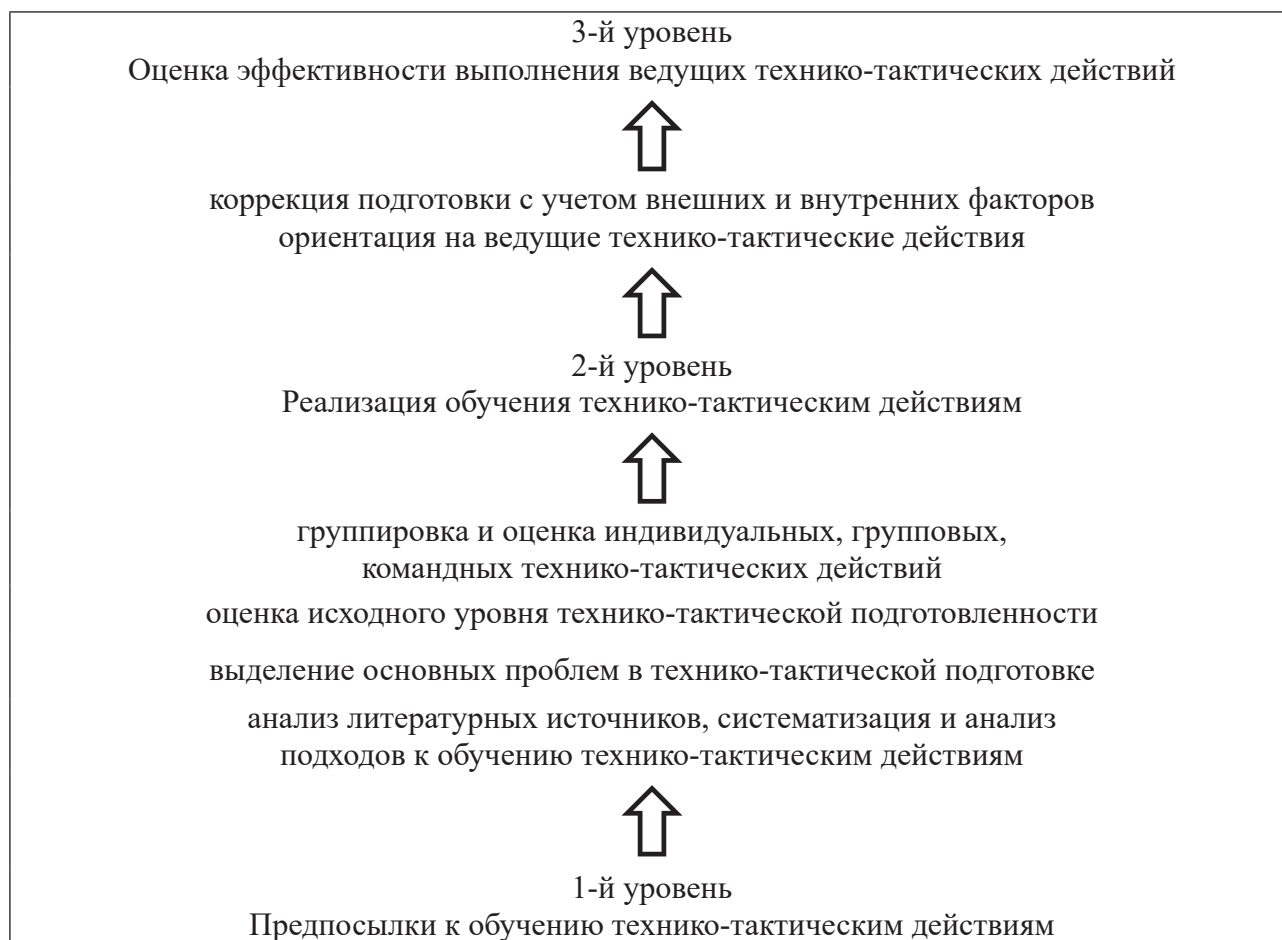 3-й уровень
Оценка эффективности выполнения ведущих технико-тактических действий
коррекция подготовки с учетом внешних и внутренних факторов
ориентация на ведущие технико-тактические действия
2-й уровень
Реализация обучения технико-тактическим действиям
группировка и оценка индивидуальных, групповых,
командных технико-тактических действий
оценка исходного уровня технико-тактической подготовленности
выделение основных проблем в технико-тактической подготовке
анализ литературных источников, систематизация и анализ
подходов к обучению технико-тактическим действиям
1-й уровень
Предпосылки к обучению технико-тактическим действиям